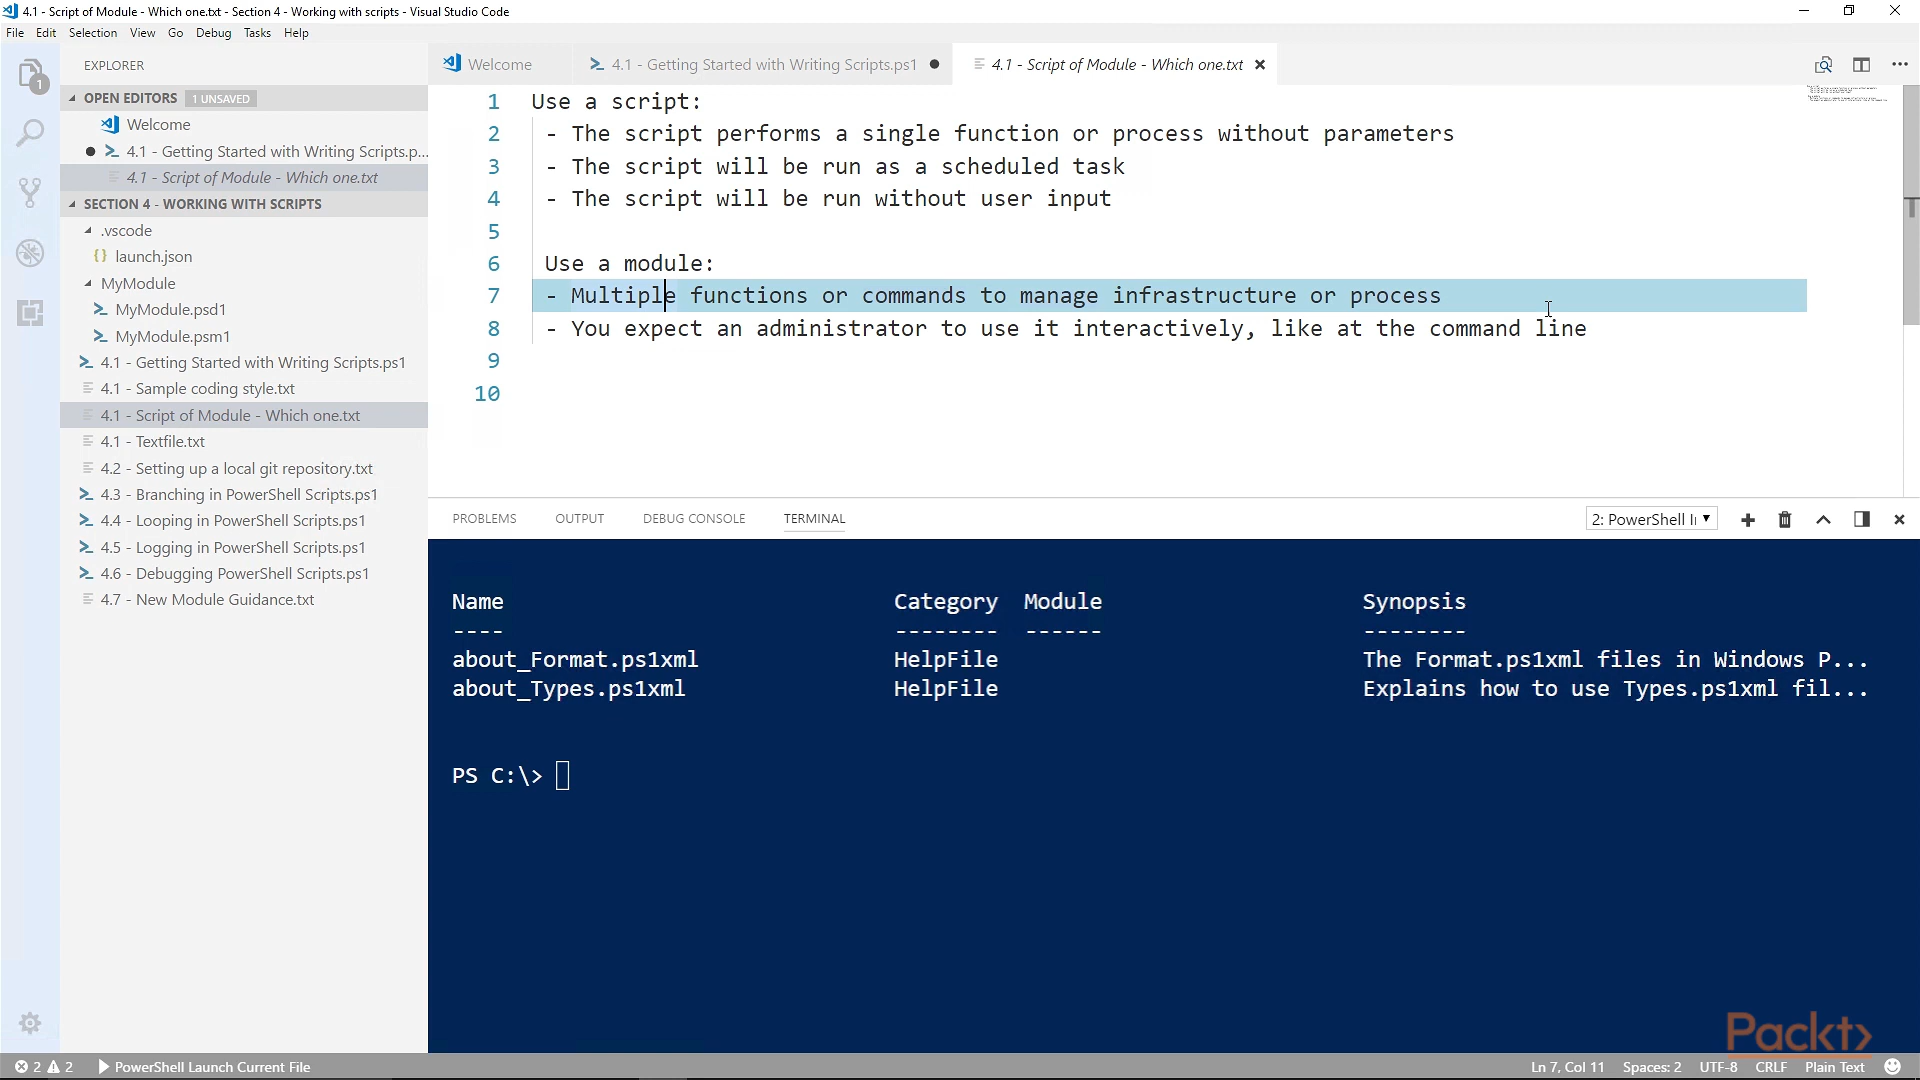 4.1 - Script of Module - Which one.txt - Section 4 - Working with scripts - Visual Studio Code
File Edit Selection View Go Debug Tasks Help
EXPLORER
OPEN EDITORS 1 UNSAVED
Welcome
4.1 - Getting Started with Writing Scripts.p...
4.1 - Script of Module - Which one.txt
SECTION 4 - WORKING WITH SCRIPTS
.vscode
{} launch.json
MyModule
MyModule.psd1
MyModule.psm1
4.1 - Getting Started with Writing Scripts.ps1
4.1 - Sample coding style.txt
4.1 - Script of Module - Which one.txt
4.1 - Textfile.txt
4.2 - Setting up a local git repository.txt
4.3 - Branching in PowerShell Scripts.ps1
4.4 - Looping in PowerShell Scripts.ps1
4.5 - Logging in PowerShell Scripts.ps1
4.6 - Debugging PowerShell Scripts.ps1
4.7 - New Module Guidance.txt
1
Welcome 4.1 - Getting Started with Writing Scripts.ps1 4.1 - Script of Module - Which one.txt
1 Use a script:
2 - The script performs a single function or process without parameters
3 - The script will be run as a scheduled task
4 - The script will be run without user input
5
6 Use a module:
7 - Multiple functions or commands to manage infrastructure or process
8 - You expect an administrator to use it interactively, like at the command line
9
10
PROBLEMS OUTPUT DEBUG CONSOLE TERMINAL 2: PowerShell I
Name Category Module Synopsis
---- -------- ------ --------
about_Format.ps1xml HelpFile The Format.ps1xml files in Windows P...
about_Types.ps1xml HelpFile Explains how to use Types.ps1xml fil...
PS C:\>
Packt>
2 2 PowerShell Launch Current File Ln 7, Col 11 Spaces: 2 UTF-8 CRLF Plain Text